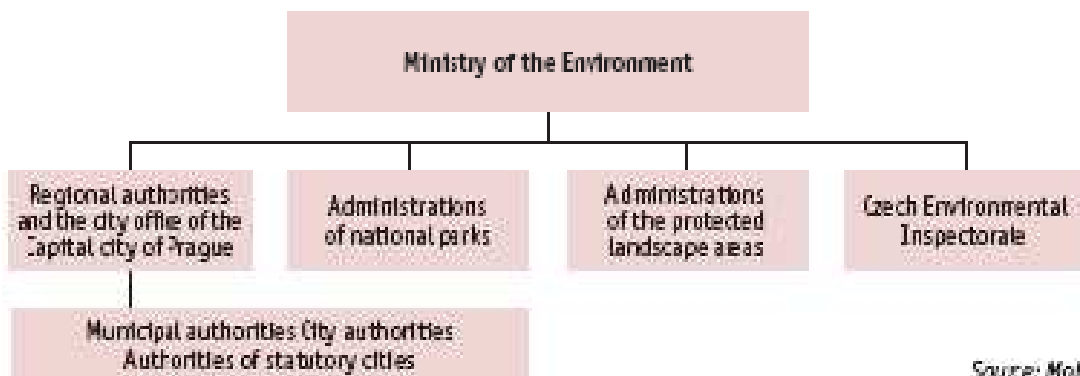 Ministry of the Environment
Regional authorities
and the city office of the
Capital city of Prague
Administrations
of national parks
Administrations
of the protected
landscape areas
Czech Environmental
Inspectorate
Municipal authorities City authorities
Authorities of statutory cities
Source: